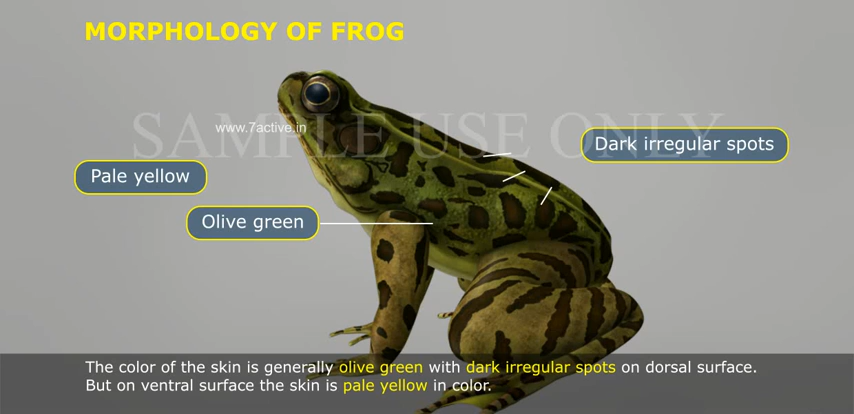 MORPHOLOGY OF FROG
SAMPLE USE ONLY
www.7active.in
Dark irregular spots
Pale yellow
Olive green
The color of the skin is generally olive green with dark irregular spots on dorsal surface.
But on ventral surface the skin is pale yellow in color.